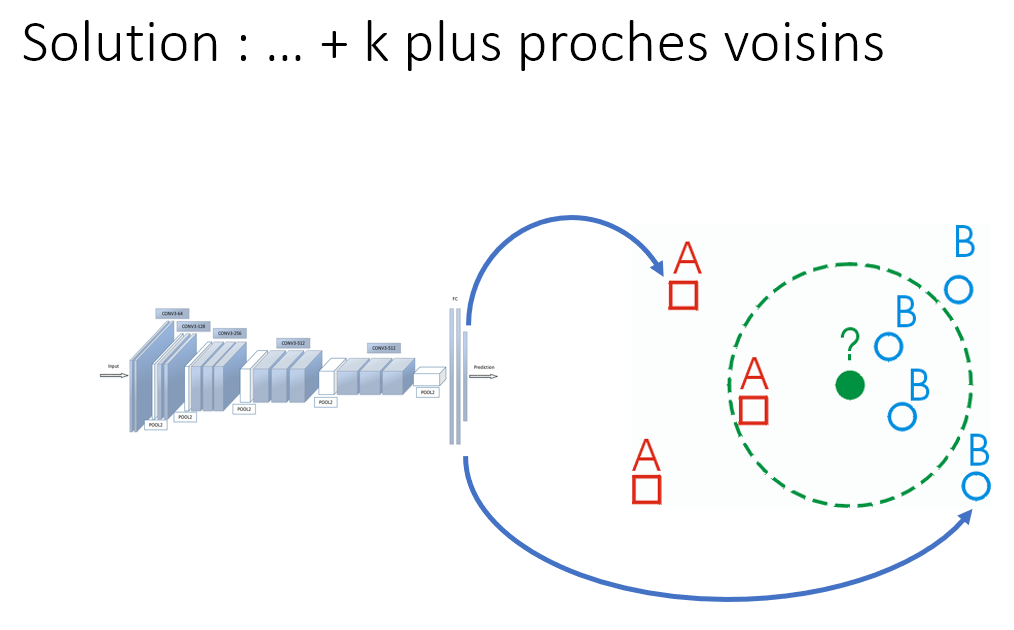 Solution : ... + k plus proches voisins
A
B
B
?
A
B
B
A
FC
CONV3-64
CONV3-128
CONV3-256
CONV3-512
CONV3-512
Input
Prediction
POOL2
POOL2
POOL2
POOL2
POOL2